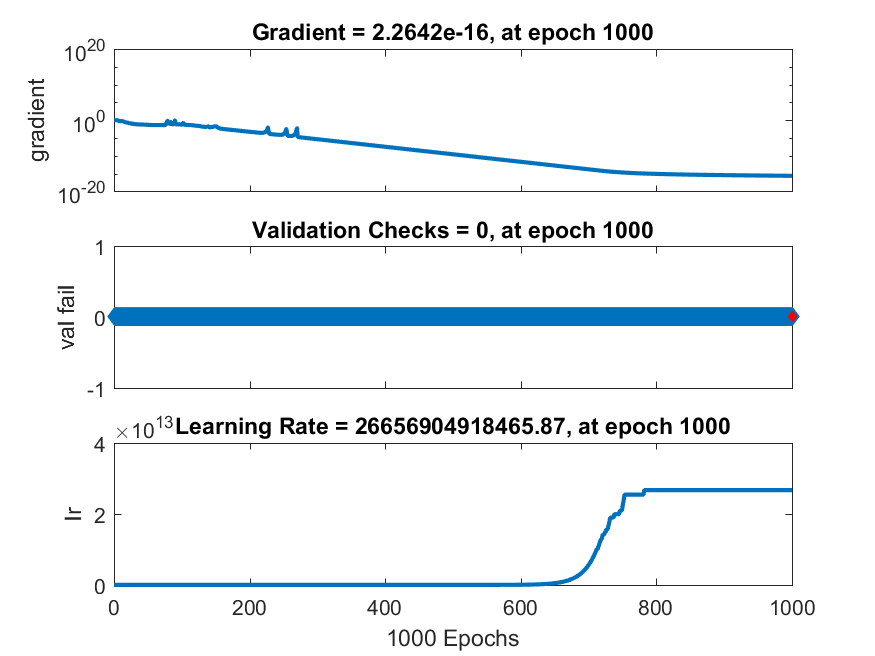 Gradient = 2.2642e-16, at epoch 1000
10^20
10^0
10^-20
gradient
Validation Checks = 0, at epoch 1000
1
0
-1
val fail
×10^13 Learning Rate = 26656904918465.87, at epoch 1000
4
2
0
lr
0 200 400 600 800 1000
1000 Epochs